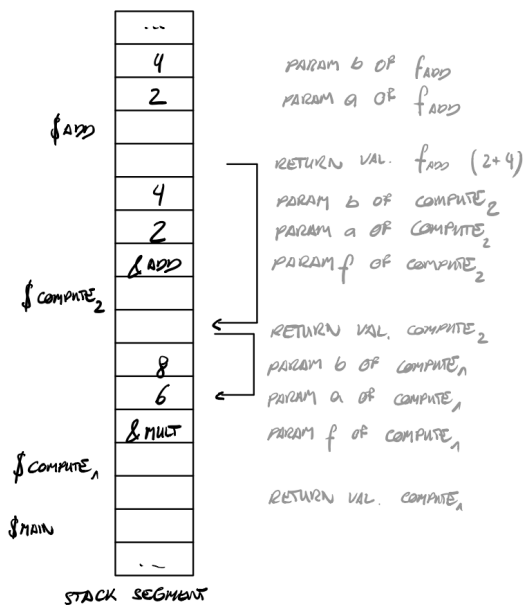 ...
4 PARAM b OF fADD
2 PARAM a OF fADD
$ADD
RETURN VAL. fADD (2+4)
4 PARAM b OF COMPUTE2
2 PARAM a OF COMPUTE2
&ADD PARAM f OF COMPUTE2
$COMPUTE2
RETURN VAL. COMPUTE2
8 PARAM b OF COMPUTE1
6 PARAM a OF COMPUTE1
&MULT PARAM f OF COMPUTE1
$COMPUTE1
RETURN VAL. COMPUTE1
$MAIN
...
STACK SEGMENT